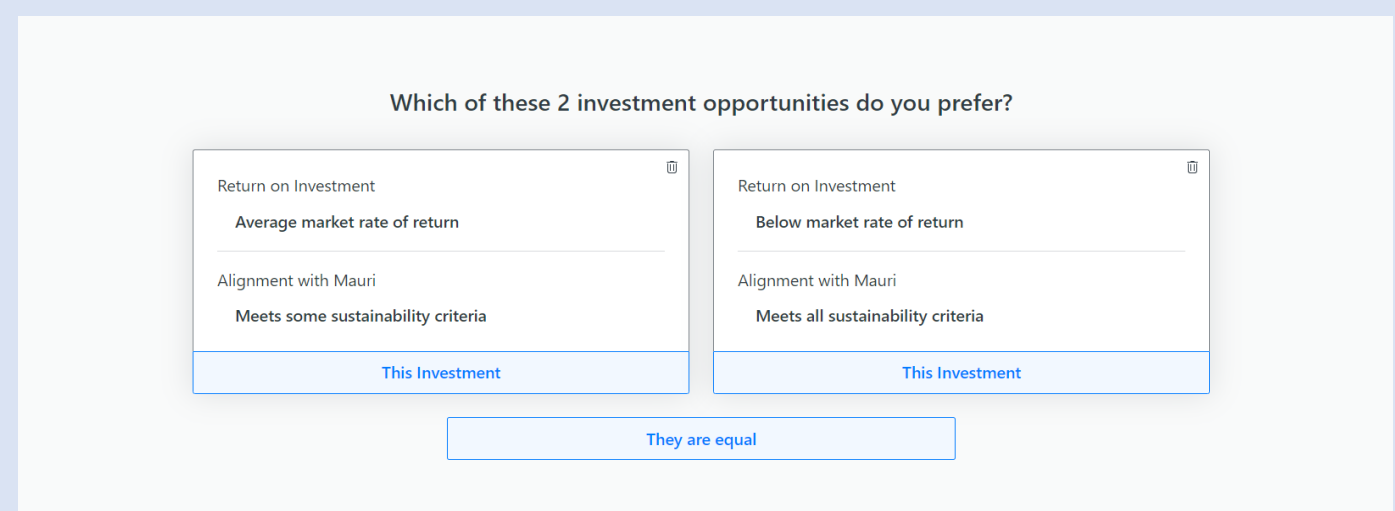 Which of these 2 investment opportunities do you prefer?
Return on Investment
Average market rate of return
Alignment with Mauri
Meets some sustainability criteria
This Investment
Return on Investment
Below market rate of return
Alignment with Mauri
Meets all sustainability criteria
This Investment
They are equal